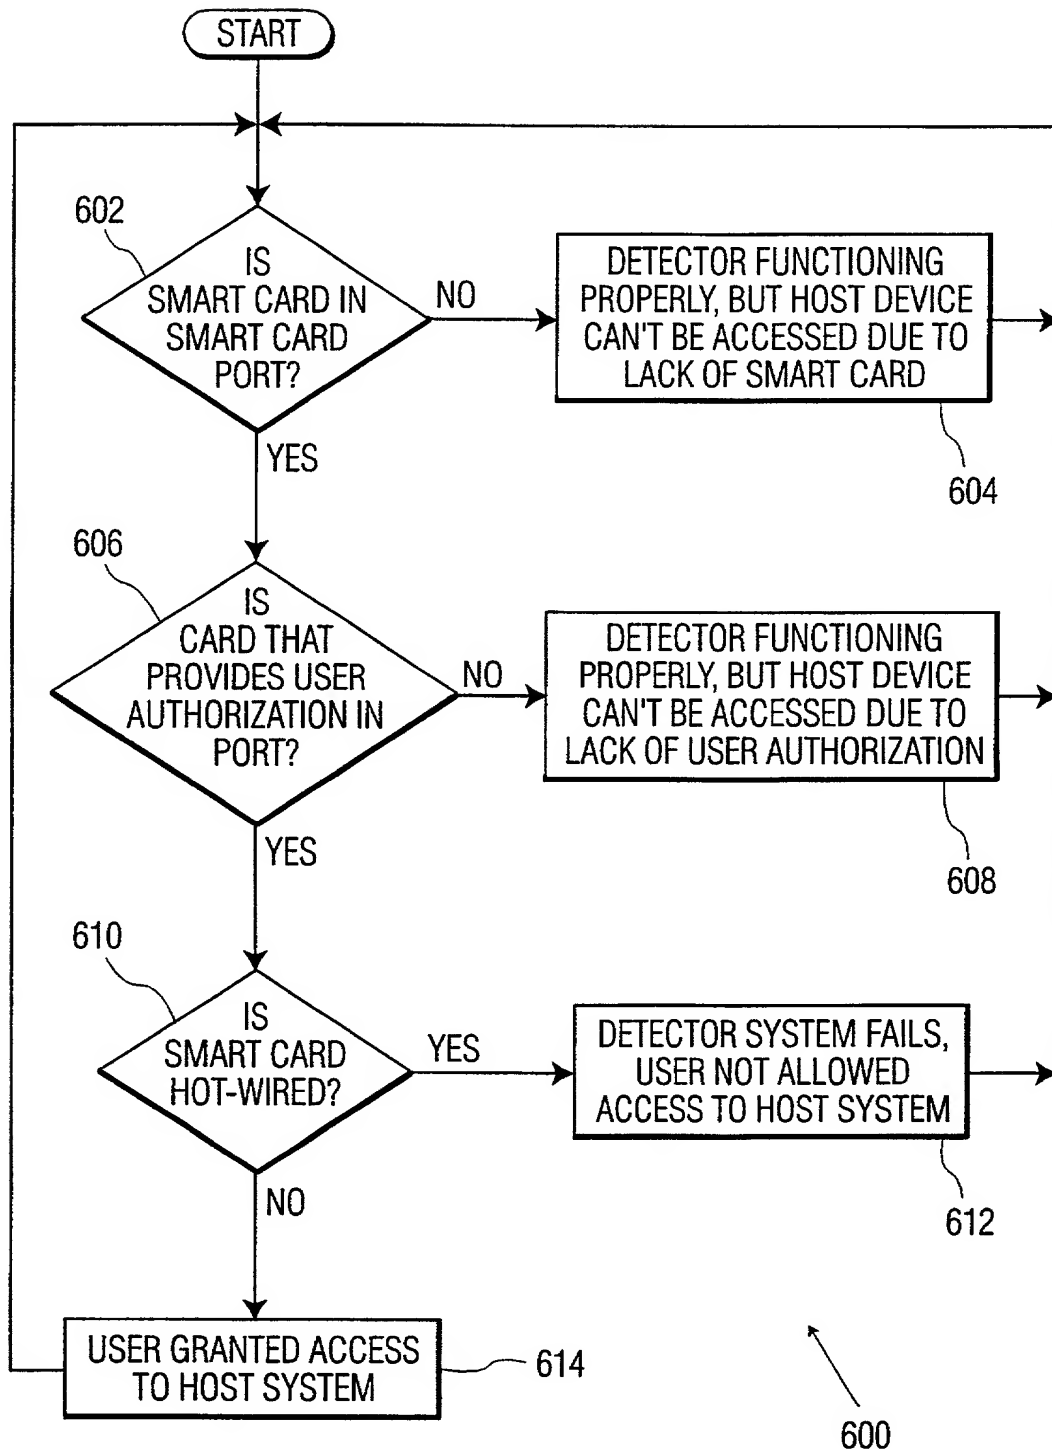 START
602
IS
SMART CARD IN
SMART CARD
PORT?
NO
DETECTOR FUNCTIONING
PROPERLY, BUT HOST DEVICE
CAN'T BE ACCESSED DUE TO
LACK OF SMART CARD
604
YES
606
IS
CARD THAT
PROVIDES USER
AUTHORIZATION IN
PORT?
NO
DETECTOR FUNCTIONING
PROPERLY, BUT HOST DEVICE
CAN'T BE ACCESSED DUE TO
LACK OF USER AUTHORIZATION
608
YES
610
IS
SMART CARD
HOT-WIRED?
YES
DETECTOR SYSTEM FAILS,
USER NOT ALLOWED
ACCESS TO HOST SYSTEM
612
NO
USER GRANTED ACCESS
TO HOST SYSTEM
614
600